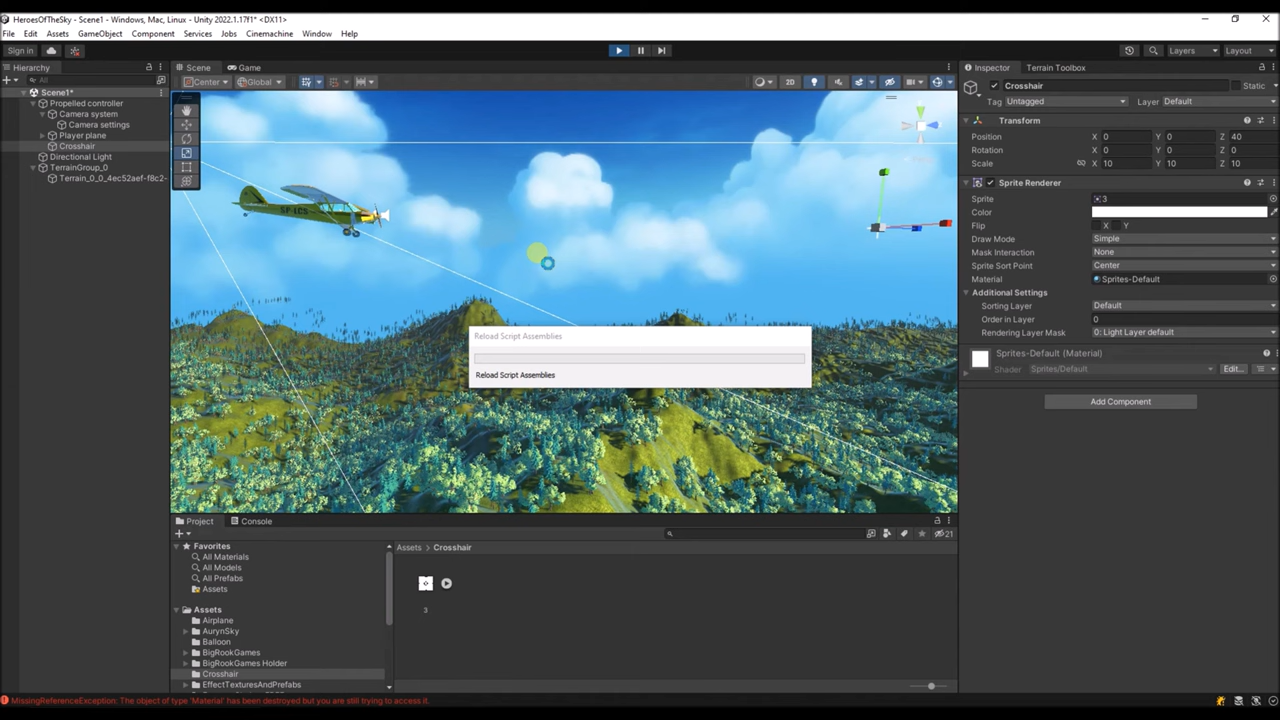 HeroesOfTheSky - Scene1 - Windows, Mac, Linux - Unity 2022.1.17f1* <DX11>
File Edit Assets GameObject Component Services Jobs Cinemachine Window Help
Sign in
Layers
Layout
Hierarchy
All
Scene1*
Propelled controller
Camera system
Camera settings
Player plane
Crosshair
Directional Light
TerrainGroup_0
Terrain_0_0_4ec52aef-f8c2-
Scene Game
Center Global
2D
SP-ICS
Reload Script Assemblies
Reload Script Assemblies
Inspector Terrain Toolbox
Crosshair
Static
Tag Untagged Layer Default
Transform
Position X 0 Y 0 Z 40
Rotation X 0 Y 0 Z 0
Scale X 10 Y 10 Z 10
Sprite Renderer
Sprite 3
Color
Flip X Y
Draw Mode Simple
Mask Interaction None
Sprite Sort Point Center
Material Sprites-Default
Additional Settings
Sorting Layer Default
Order in Layer 0
Rendering Layer Mask 0: Light Layer default
Sprites-Default (Material)
Shader Sprites/Default Edit...
Add Component
Project Console
21
Favorites
All Materials
All Models
All Prefabs
Assets
Assets
Airplane
AurynSky
Balloon
BigRookGames
BigRookGames Holder
Crosshair
EffectTexturesAndPrefabs
Assets > Crosshair
3
MissingReferenceException: The object of type 'Material' has been destroyed but you are still trying to access it.